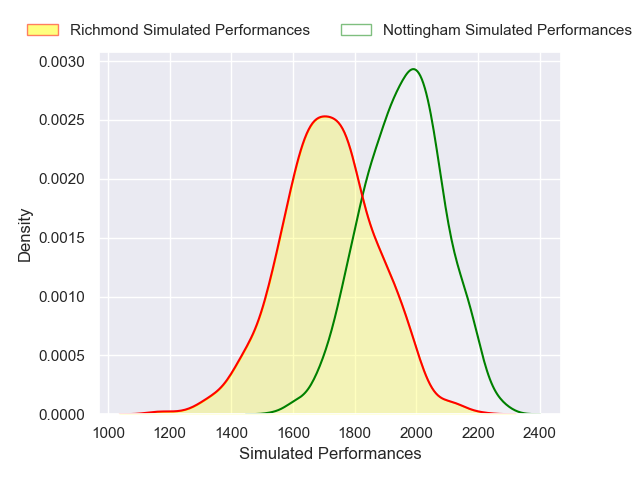 Richmond Simulated Performances Nottingham Simulated Performances
0.0030
0.0025
0.0020
0.0015
0.0010
0.0005
0.0000
Density
1000 1200 1400 1600 1800 2000 2200 2400
Simulated Performances